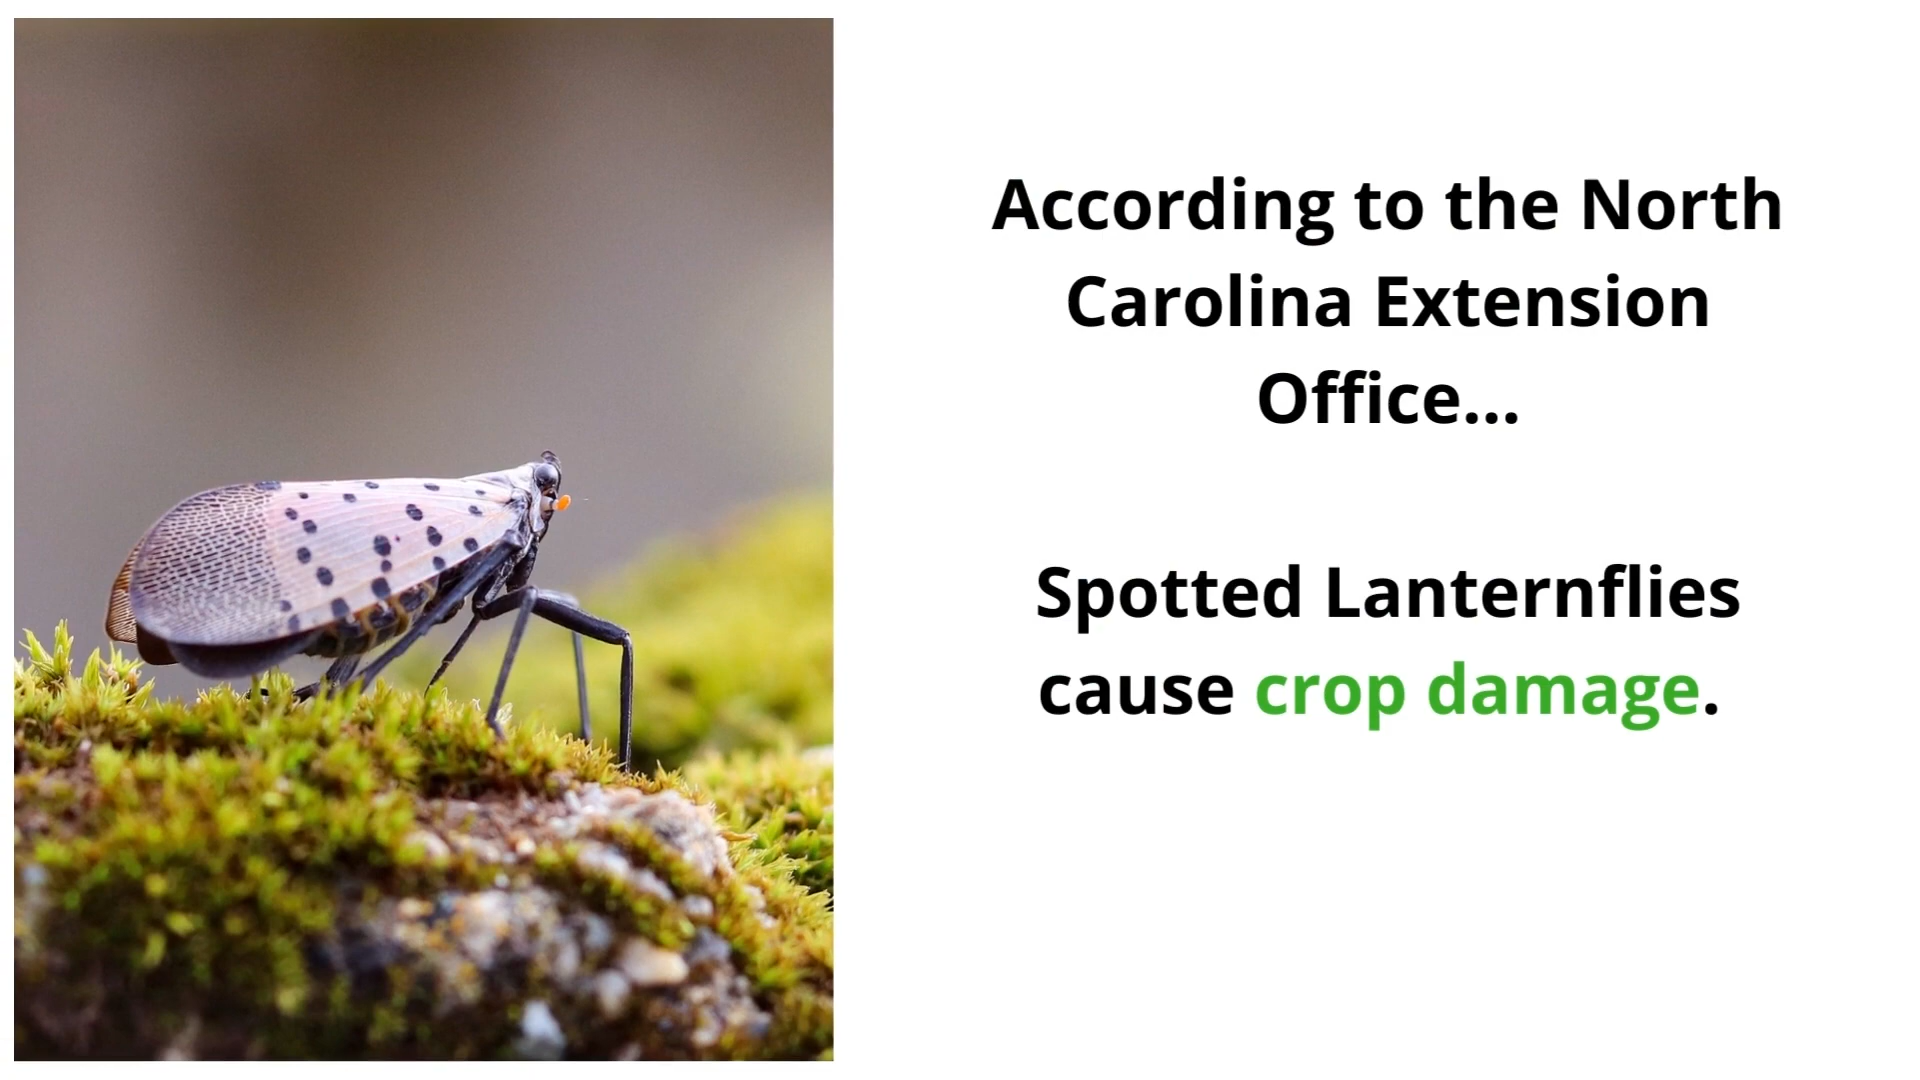 According to the North
Carolina Extension
Office...
Spotted Lanternflies
cause crop damage.